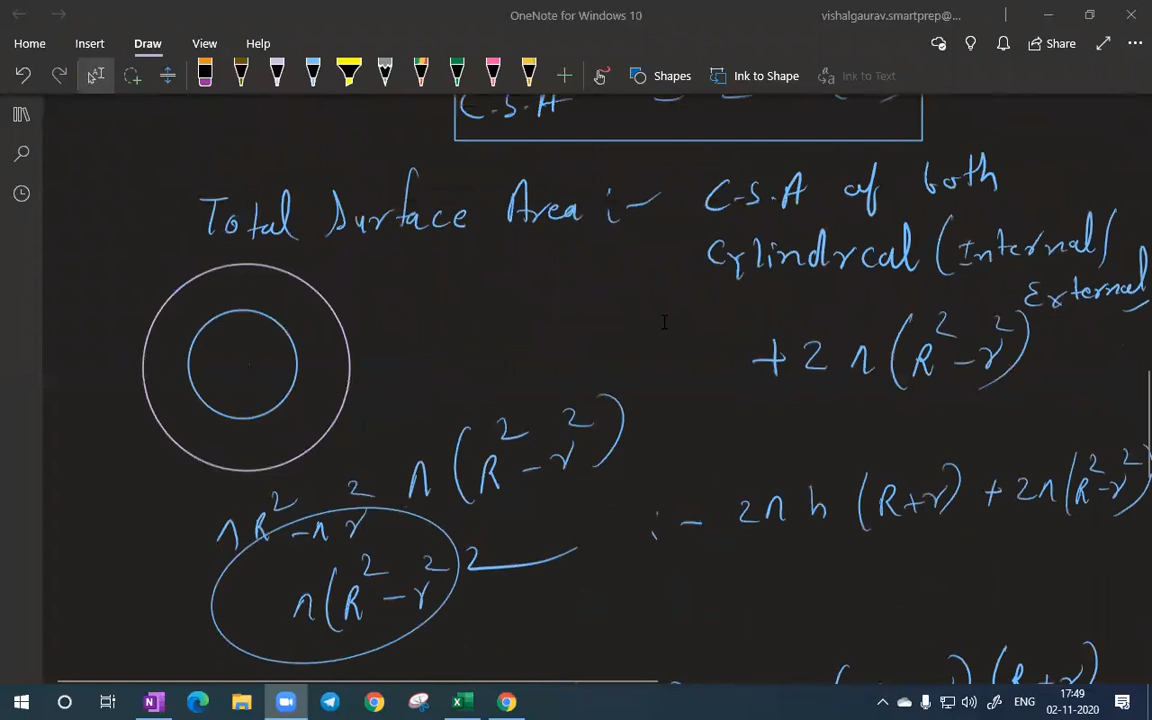 OneNote for Windows 10
vishalgaurav.smartprep@...
Home Insert Draw View Help
Share
Shapes
Ink to Shape
Ink to Text
C.S.A
Total Surface Area :- C.S.A of both
Cylindrcal (Internal/
External
+ 2π(R²-r²)
π(R²-r²)
πR²-πr²
:- 2πh (R+r) + 2π(R²-r²)
π(R²-r²) 2
(R+r)
ENG
17:49
02-11-2020